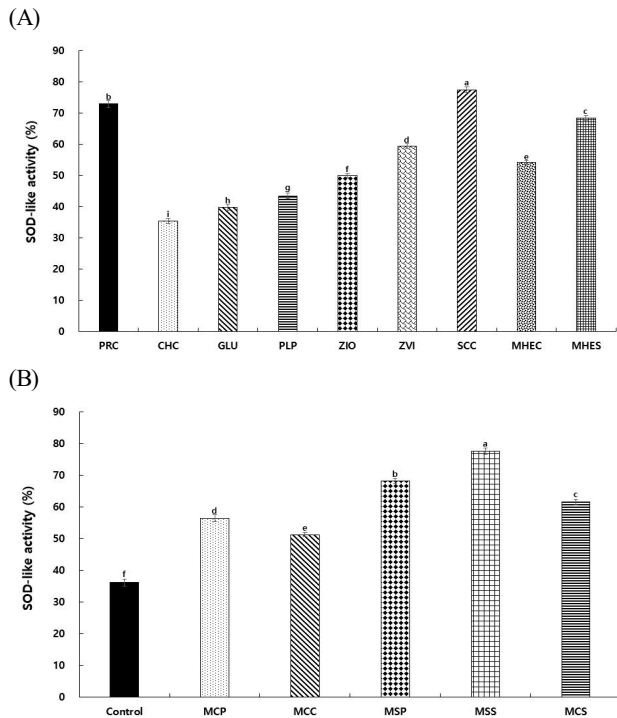 (A)
90
80
70
60
50
40
30
20
10
0
SOD-like activity (%)
b
i
h
g
f
d
a
e
c
PRC CHC GLU PLP ZIO ZVI SCC MHEC MHES
(B)
90
80
70
60
50
40
30
20
10
0
SOD-like activity (%)
f
d
e
b
a
c
Control MCP MCC MSP MSS MCS